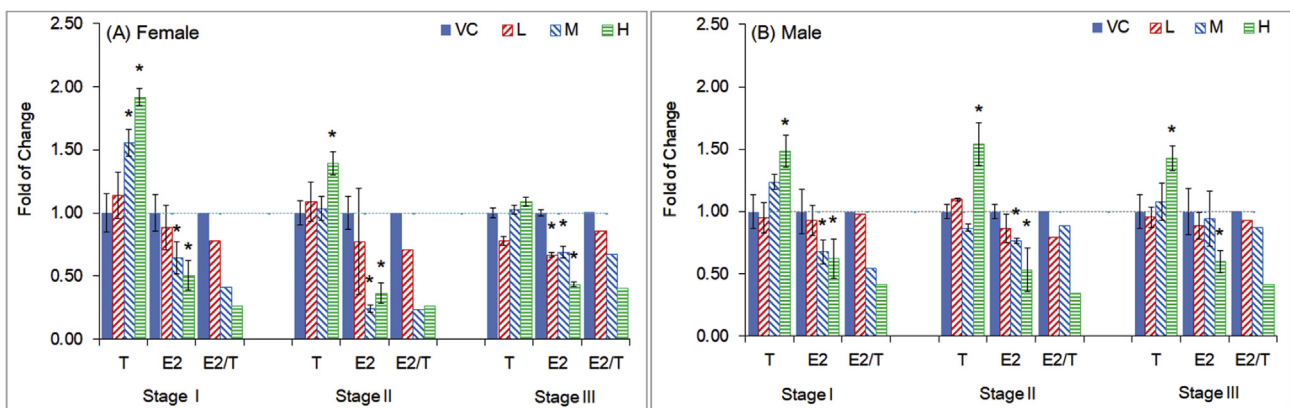 (A) Female
VC L M H
2.50
2.00
1.50
1.00
0.50
0.00
Fold of Change
* * * *
* * *
* * *
T E2 E2/T T E2 E2/T T E2 E2/T
Stage I Stage II Stage III
(B) Male
VC L M H
2.50
2.00
1.50
1.00
0.50
0.00
Fold of Change
* * *
* * *
* *
T E2 E2/T T E2 E2/T T E2 E2/T
Stage I Stage II Stage III